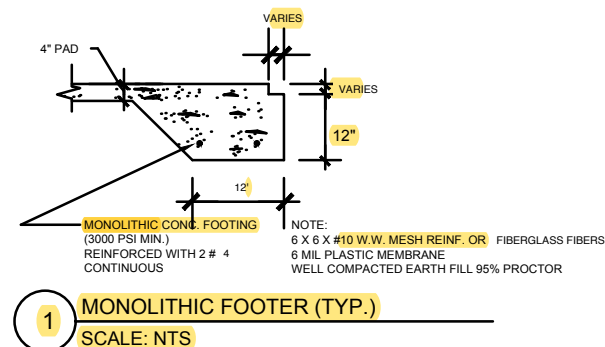 VARIES
4" PAD
VARIES
12"
12'
MONOLITHIC CONC. FOOTING
(3000 PSI MIN.)
REINFORCED WITH 2 # 4
CONTINUOUS
NOTE:
6 X 6 X #10 W.W. MESH REINF. OR FIBERGLASS FIBERS
6 MIL PLASTIC MEMBRANE
WELL COMPACTED EARTH FILL 95% PROCTOR
1
MONOLITHIC FOOTER (TYP.)
SCALE: NTS